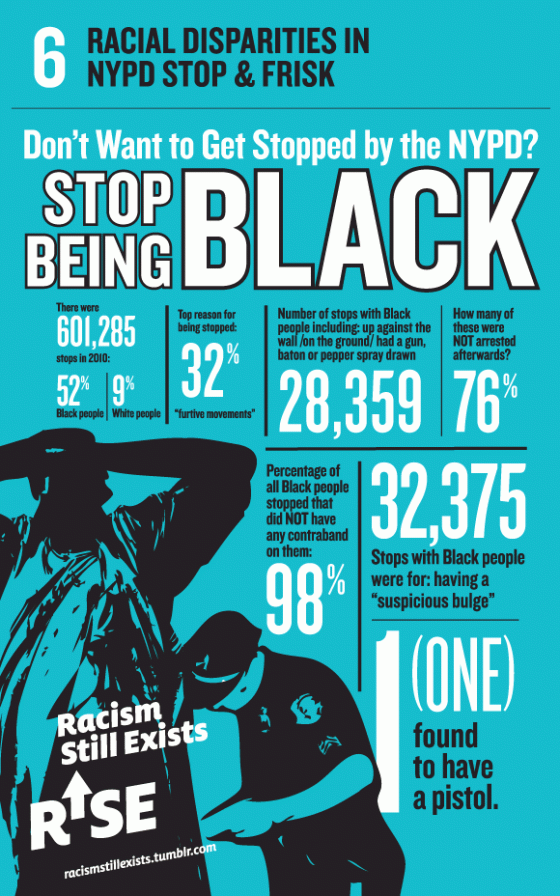 6
RACIAL DISPARITIES IN
NYPD STOP & FRISK
Don't Want to Get Stopped by the NYPD?
STOP
BEING
BLACK
There were
601,285
stops in 2010:
52%
Black people
9%
White people
Top reason for
being stopped:
32%
"furtive movements"
Number of stops with Black
people including: up against the
wall /on the ground/ had a gun,
baton or pepper spray drawn
28,359
How many of
these were
NOT arrested
afterwards?
76%
Percentage of
all Black people
stopped that
did NOT have
any contraband
on them:
98%
32,375
Stops with Black people
were for: having a
"suspicious bulge"
1 (ONE)
found
to have
a pistol.
Racism
Still Exists
RISE
racismstillexists.tumblr.com